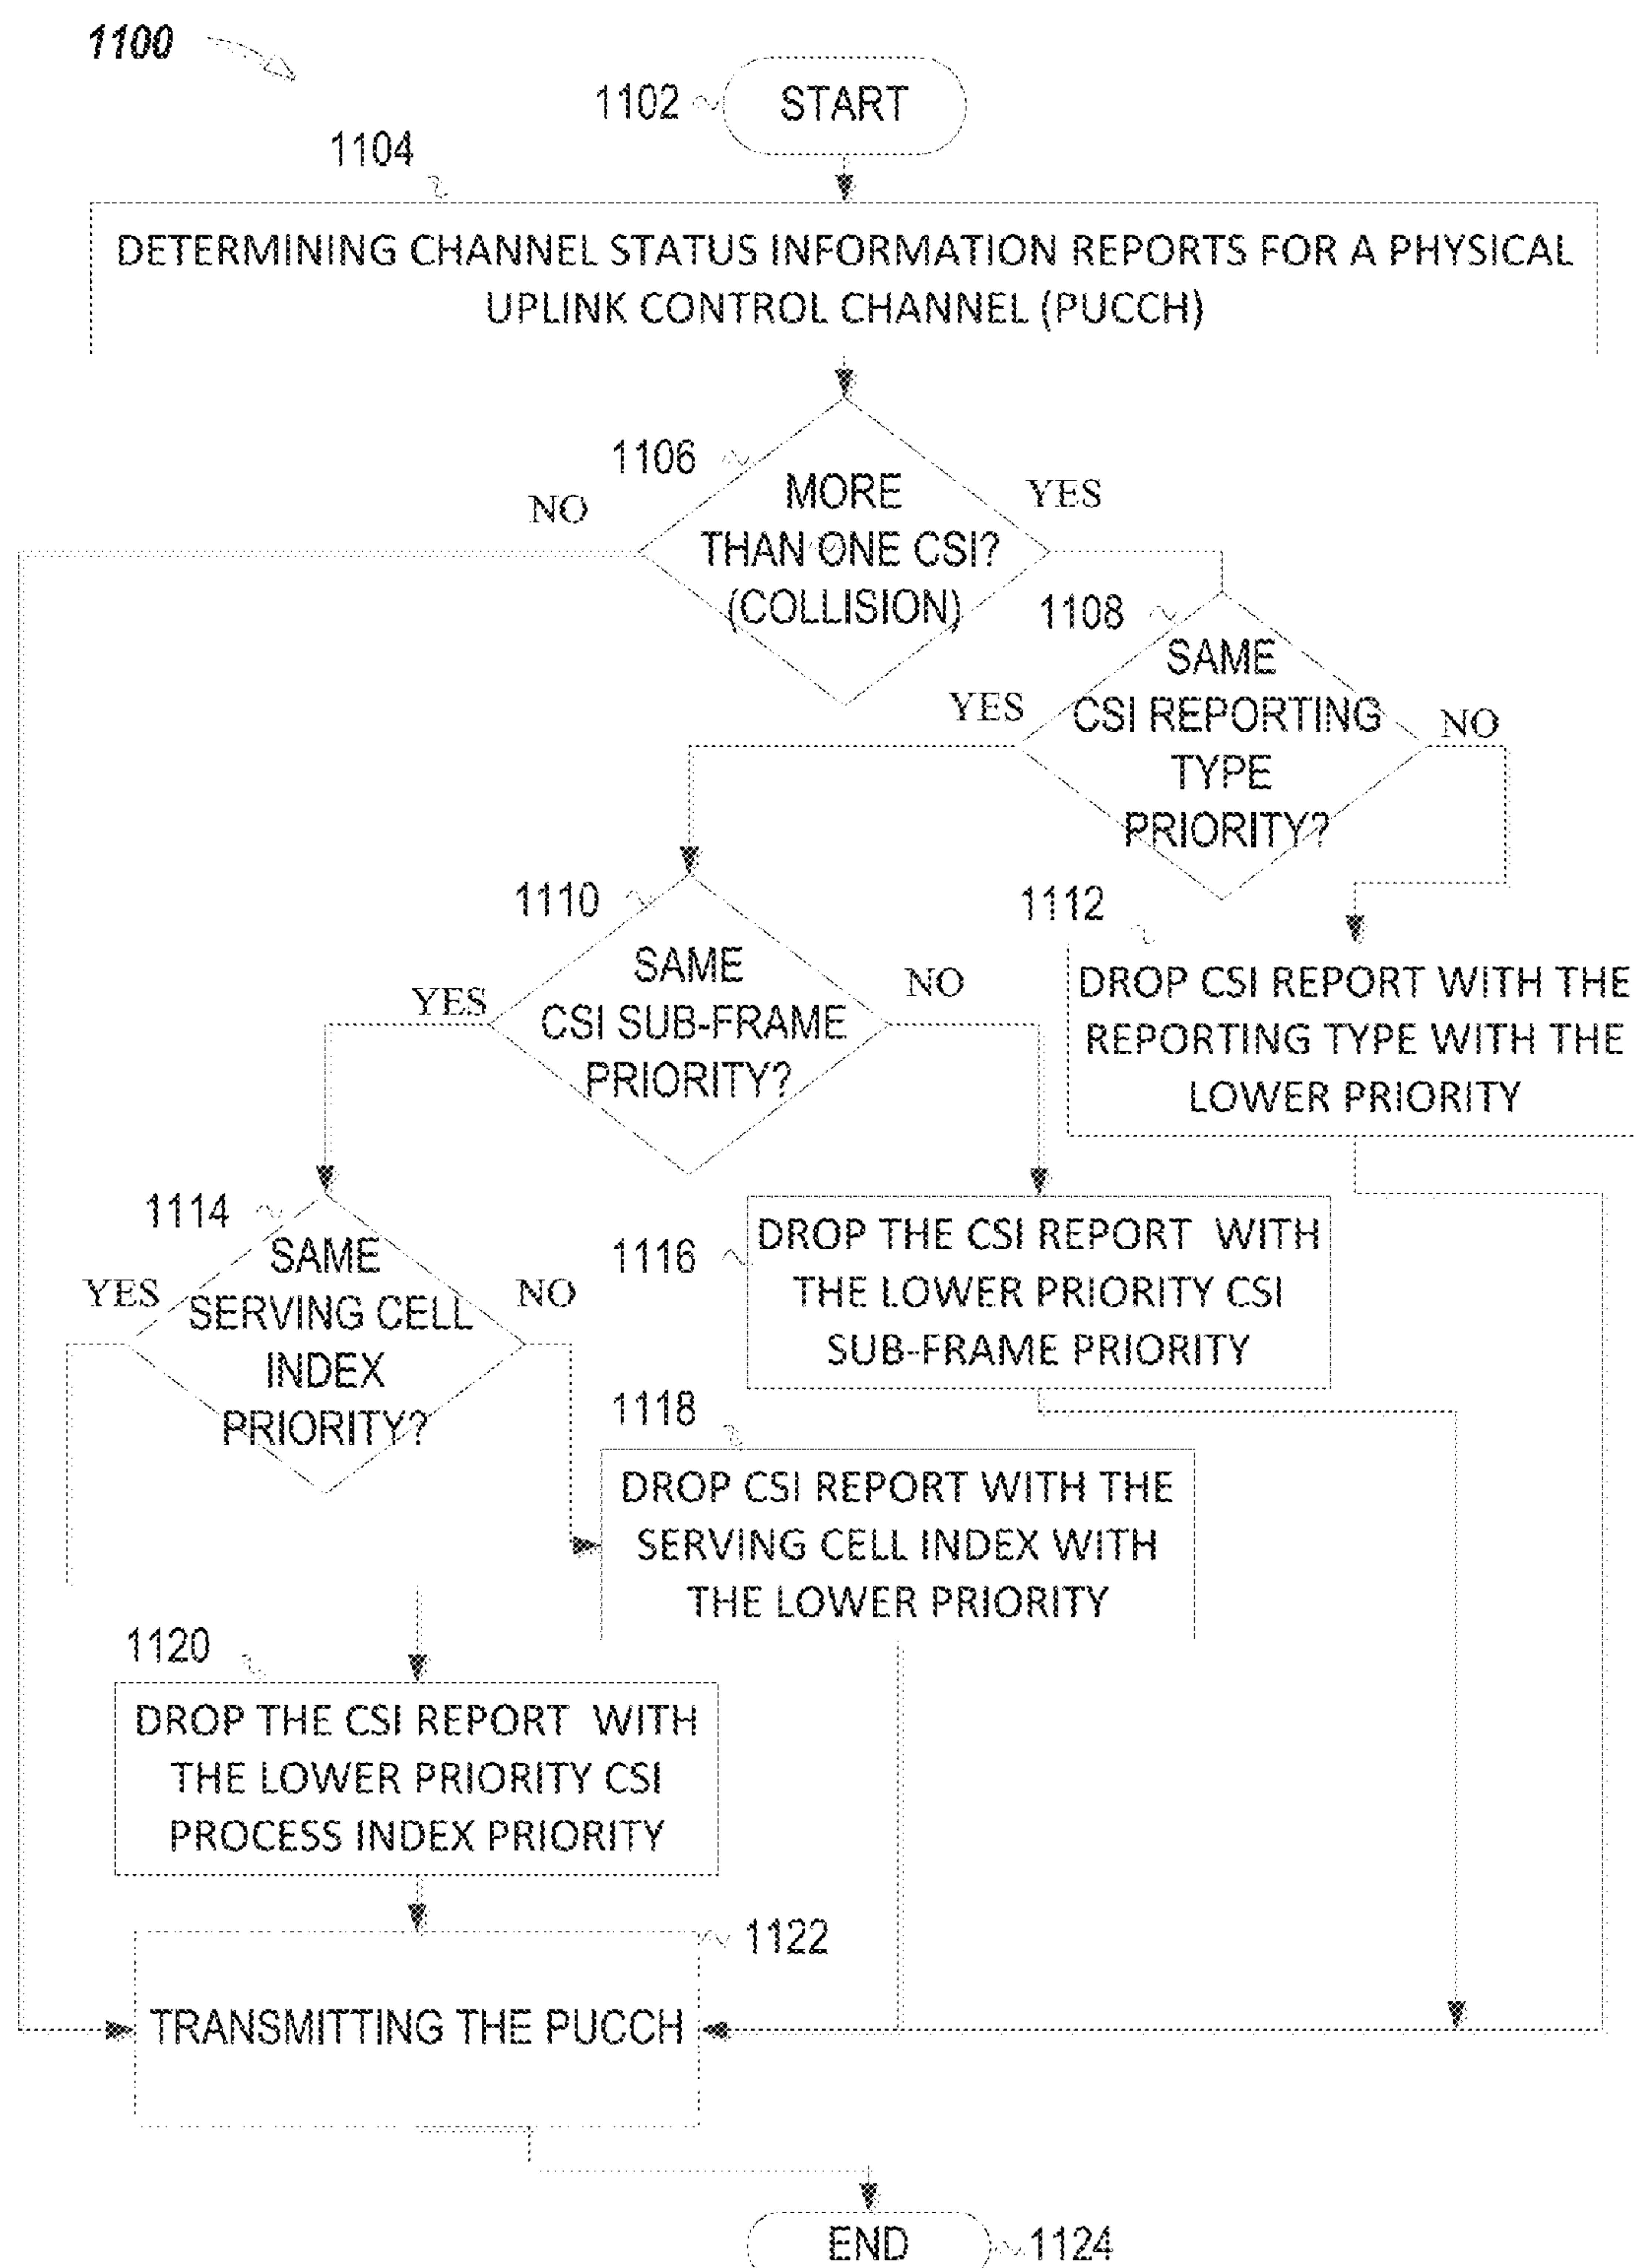 1100
1102
START
1104
DETERMINING CHANNEL STATUS INFORMATION REPORTS FOR A PHYSICAL
UPLINK CONTROL CHANNEL (PUCCH)
1106
NO
YES
MORE
THAN ONE CSI?
(COLLISION)
1108
YES
NO
SAME
CSI REPORTING
TYPE
PRIORITY?
1110
YES
NO
SAME
CSI SUB-FRAME
PRIORITY?
1112
DROP CSI REPORT WITH THE
REPORTING TYPE WITH THE
LOWER PRIORITY
1114
YES
NO
SAME
SERVING CELL
INDEX
PRIORITY?
1116
DROP THE CSI REPORT WITH
THE LOWER PRIORITY CSI
SUB-FRAME PRIORITY
1118
DROP CSI REPORT WITH THE
SERVING CELL INDEX WITH
THE LOWER PRIORITY
1120
DROP THE CSI REPORT WITH
THE LOWER PRIORITY CSI
PROCESS INDEX PRIORITY
1122
TRANSMITTING THE PUCCH
END
1124